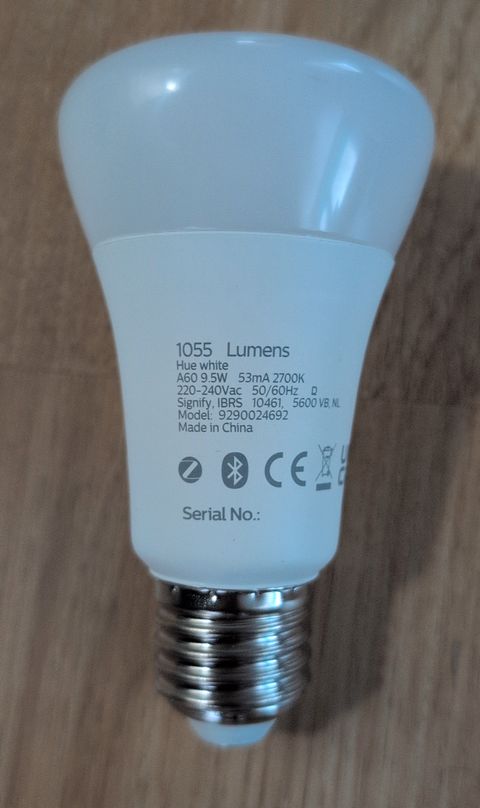 1055 Lumens
Hue white
A60 9.5W 53mA 2700K
220-240Vac 50/60Hz Ω
Signify, IBRS 10461, 5600 VB, NL
Model: 9290024692
Made in China
CE
Serial No.: